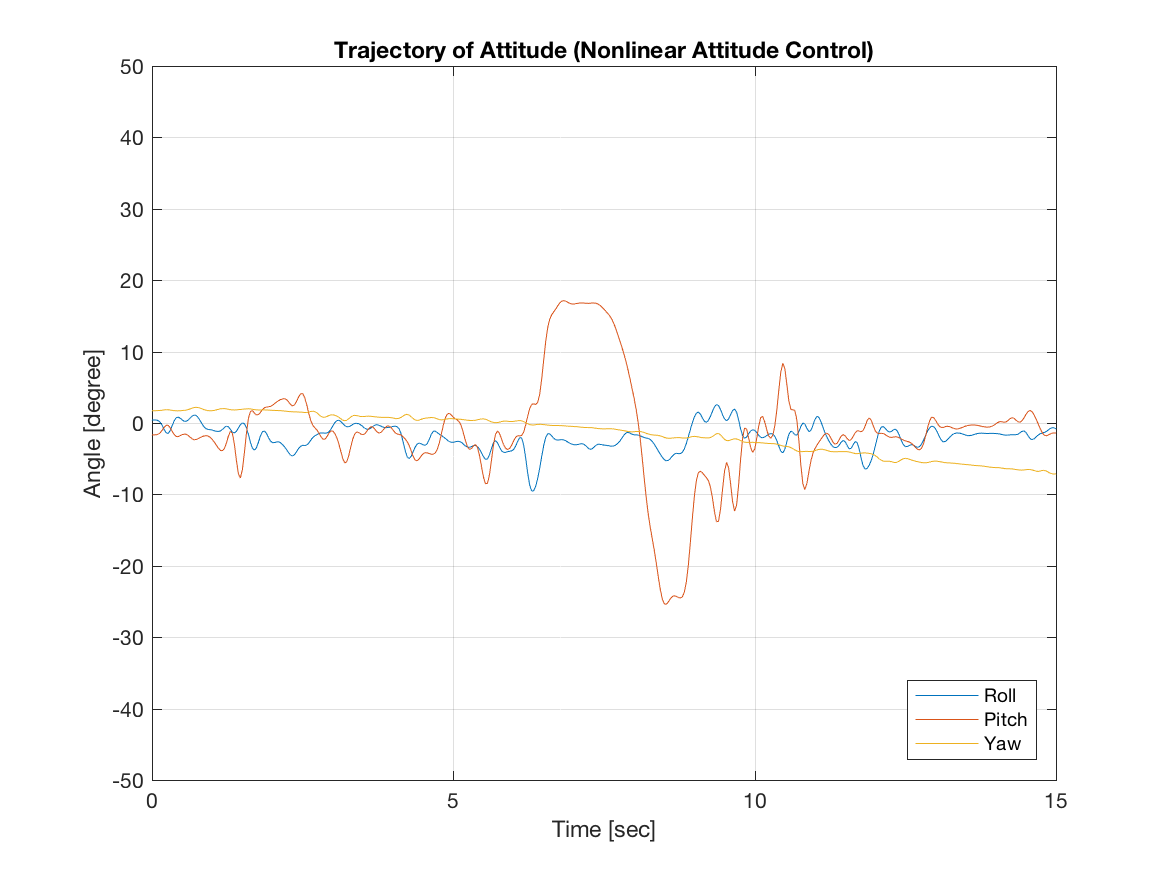 Trajectory of Attitude (Nonlinear Attitude Control)
50
40
30
20
10
0
-10
-20
-30
-40
-50
Angle [degree]
Roll
Pitch
Yaw
0 5 10 15
Time [sec]